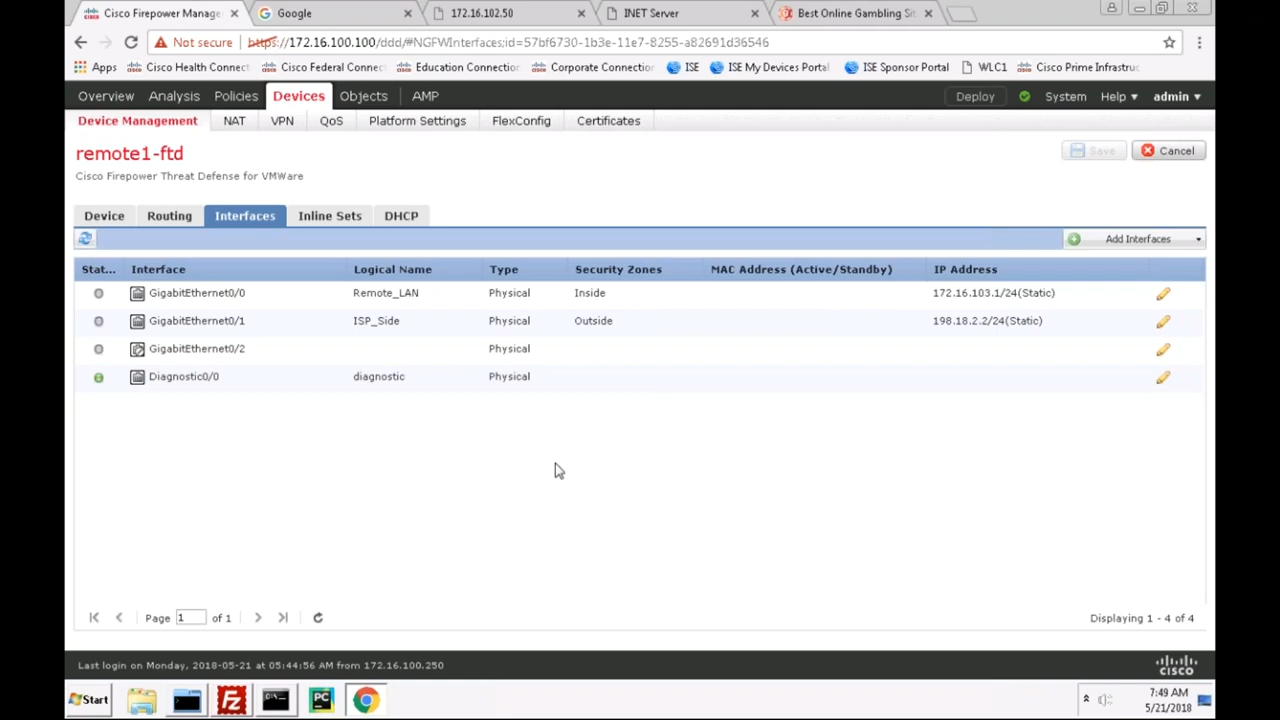 Cisco Firepower Manage
Google
172.16.102.50
INET Server
Best Online Gambling Sit
Not secure
https://172.16.100.100/ddd/#NGFWInterfaces;id=57bf6730-1b3e-11e7-8255-a82691d36546
Apps
Cisco Health Connect
Cisco Federal Connec
Education Connection
Corporate Connection
ISE
ISE My Devices Portal
ISE Sponsor Portal
WLC1
Cisco Prime Infrastruc
Overview Analysis Policies Devices Objects AMP
Deploy System Help admin
Device Management NAT VPN QoS Platform Settings FlexConfig Certificates
remote1-ftd
Save Cancel
Cisco Firepower Threat Defense for VMWare
Device Routing Interfaces Inline Sets DHCP
Add Interfaces
Stat... Interface Logical Name Type Security Zones MAC Address (Active/Standby) IP Address
GigabitEthernet0/0 Remote_LAN Physical Inside 172.16.103.1/24(Static)
GigabitEthernet0/1 ISP_Side Physical Outside 198.18.2.2/24(Static)
GigabitEthernet0/2 Physical
Diagnostic0/0 diagnostic Physical
Page 1 of 1
Displaying 1 - 4 of 4
Last login on Monday, 2018-05-21 at 05:44:56 AM from 172.16.100.250
CISCO
Start
FZ
PC
7:49 AM
5/21/2018